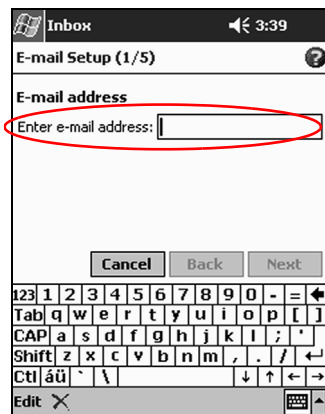 Inbox 3:39
E-mail Setup (1/5)
E-mail address
Enter e-mail address:
Cancel Back Next
123 1 2 3 4 5 6 7 8 9 0 - =
Tab q w e r t y u i o p [ ]
CAP a s d f g h j k l ; '
Shift z x c v b n m , . /
Ctl áü ` \
Edit